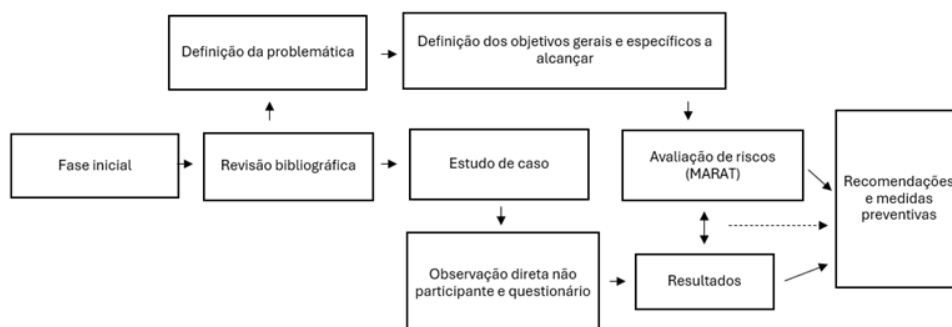 Definição da problemática
Definição dos objetivos gerais e específicos a
alcançar
Fase inicial
Revisão bibliográfica
Estudo de caso
Avaliação de riscos
(MARAT)
Recomendações
e medidas
preventivas
Observação direta não
participante e questionário
Resultados